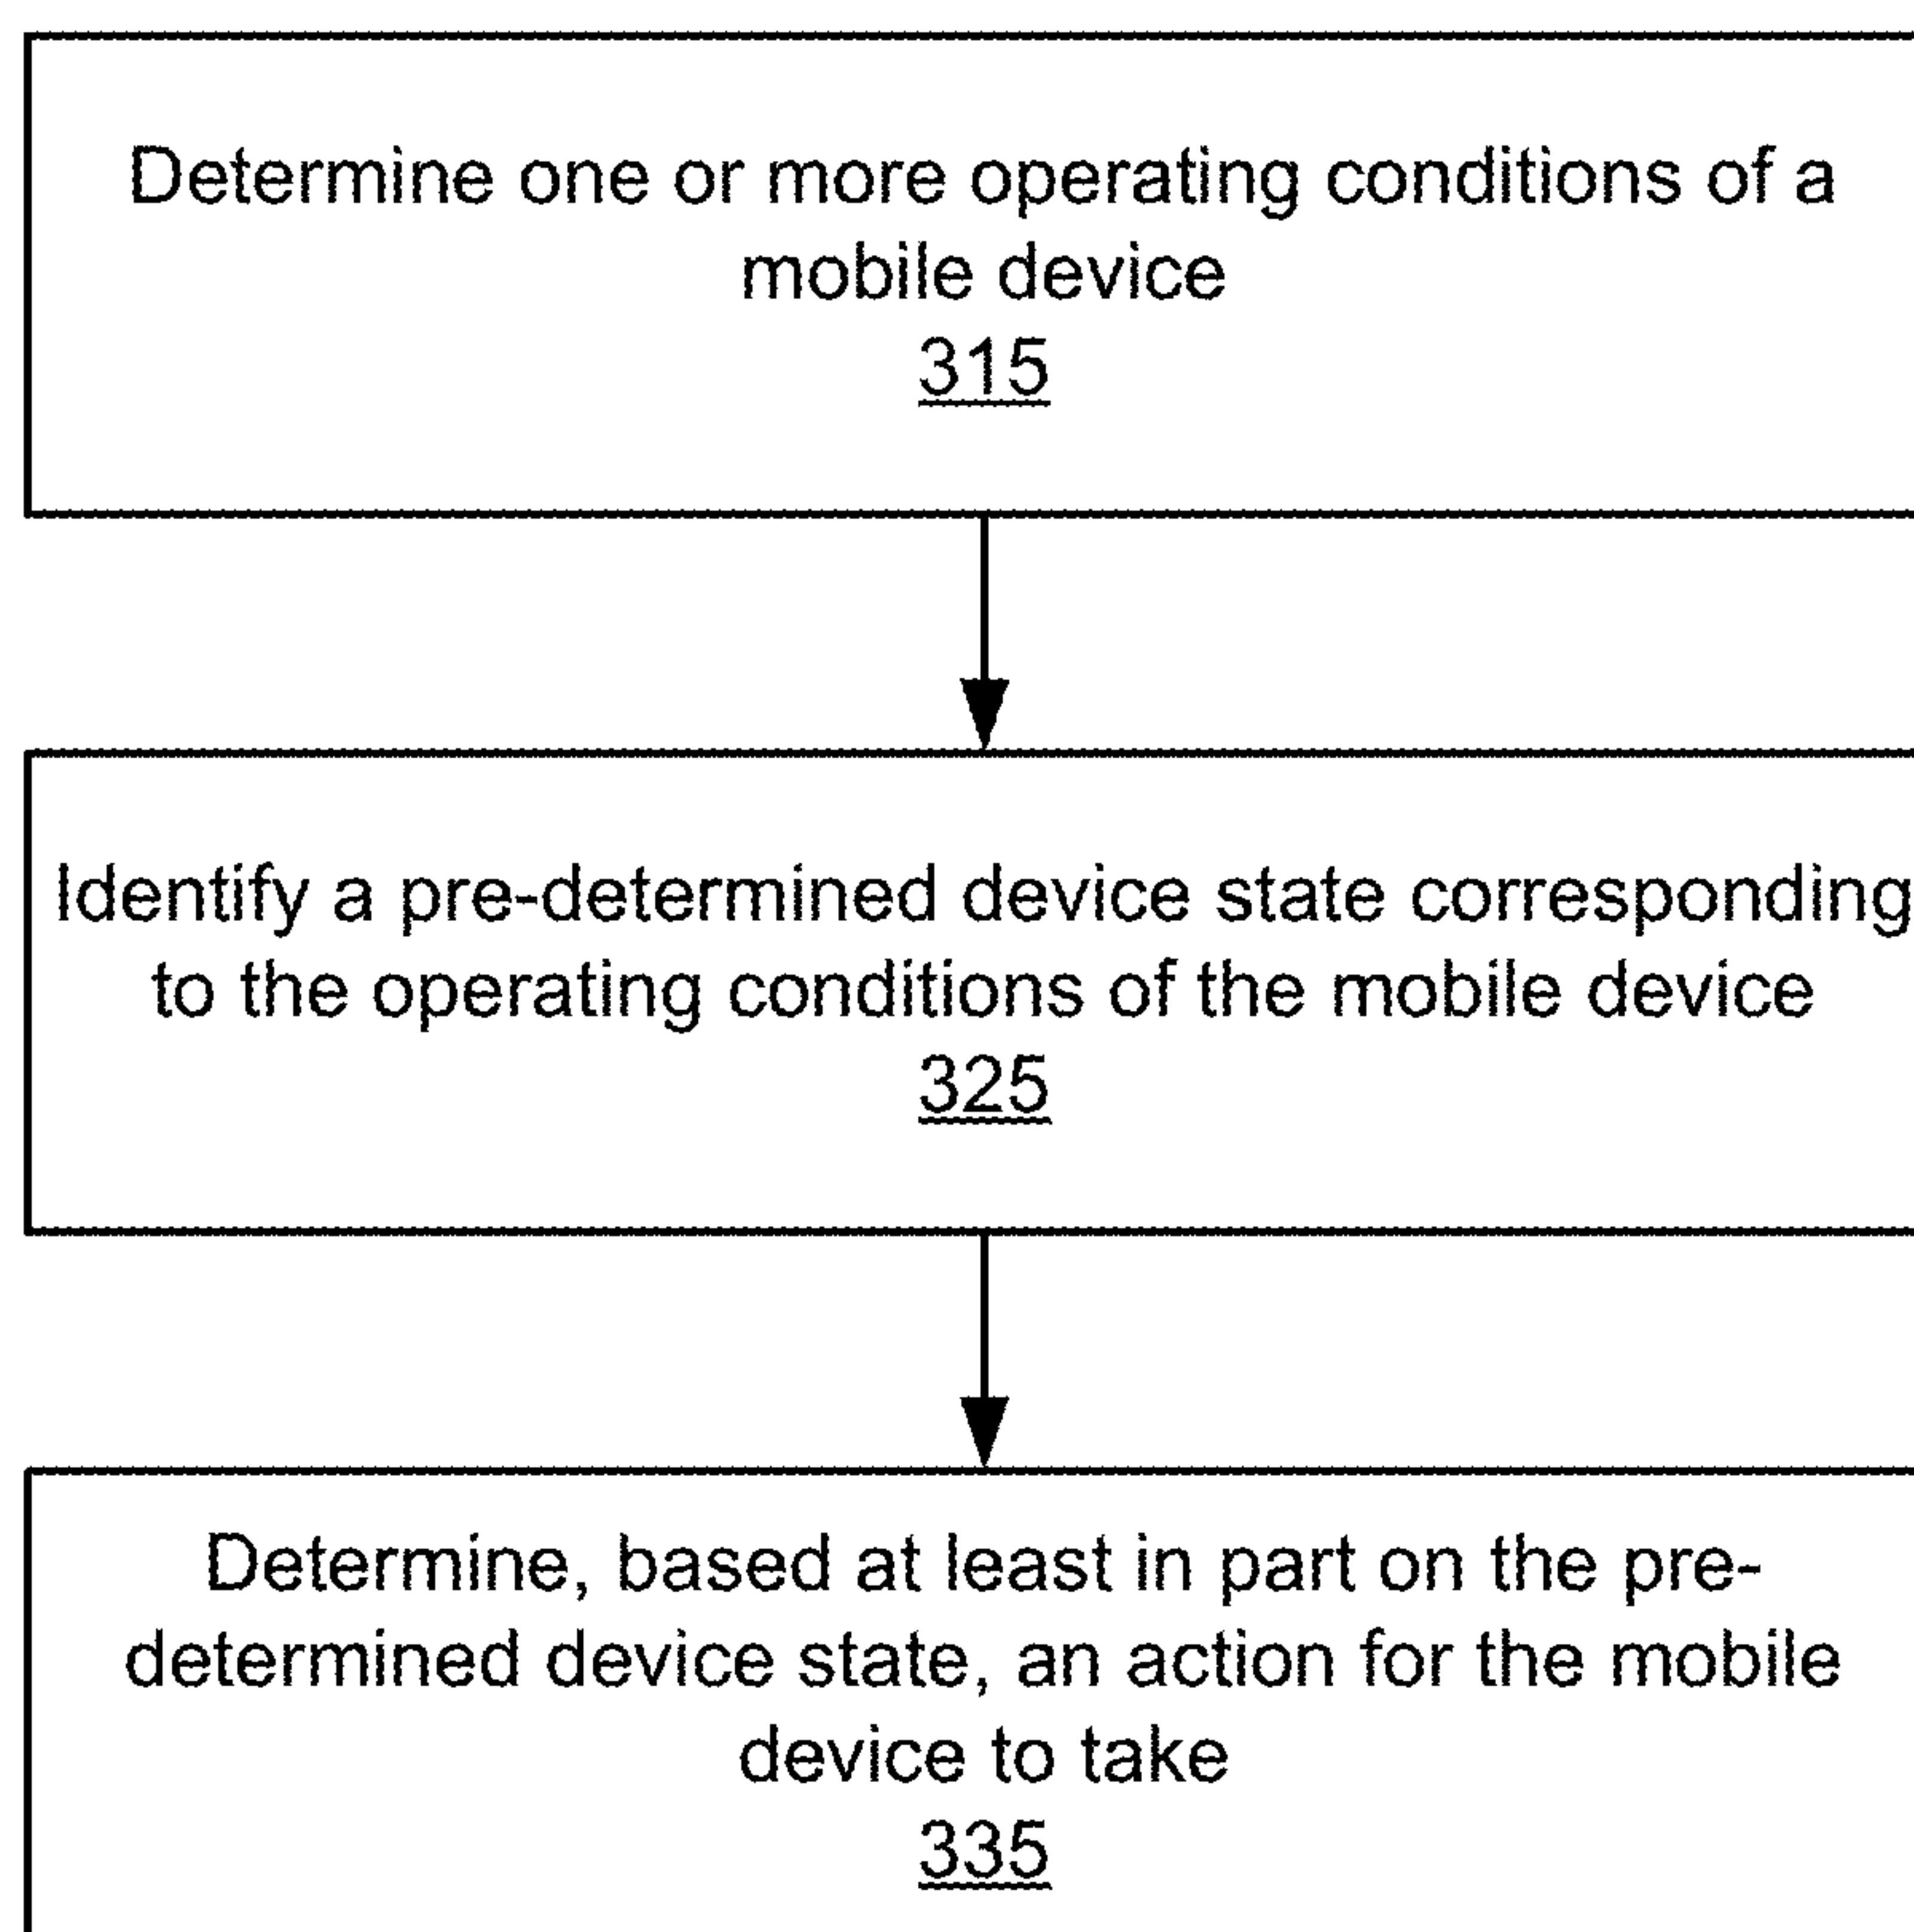 Determine one or more operating conditions of a
mobile device
315
Identify a pre-determined device state corresponding
to the operating conditions of the mobile device
325
Determine, based at least in part on the pre-
determined device state, an action for the mobile
device to take
335